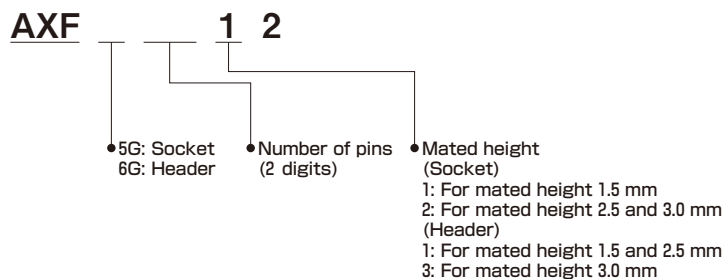 AXF 1 2
5G: Socket
6G: Header
Number of pins
(2 digits)
Mated height
(Socket)
1: For mated height 1.5 mm
2: For mated height 2.5 and 3.0 mm
(Header)
1: For mated height 1.5 and 2.5 mm
3: For mated height 3.0 mm